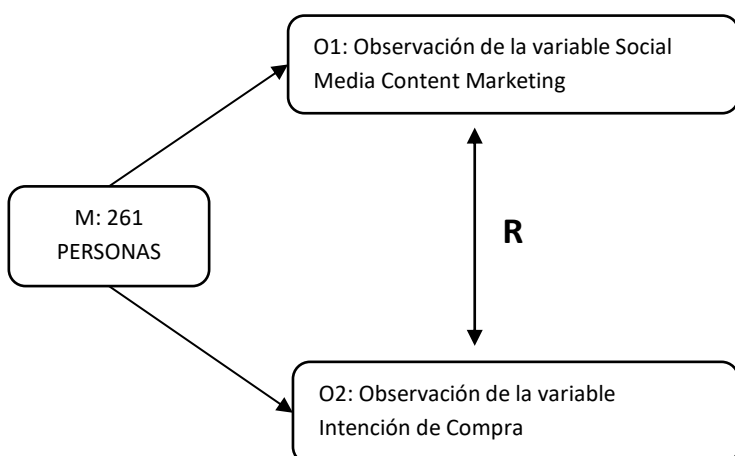 O1: Observación de la variable Social
Media Content Marketing
M: 261
PERSONAS
R
O2: Observación de la variable
Intención de Compra